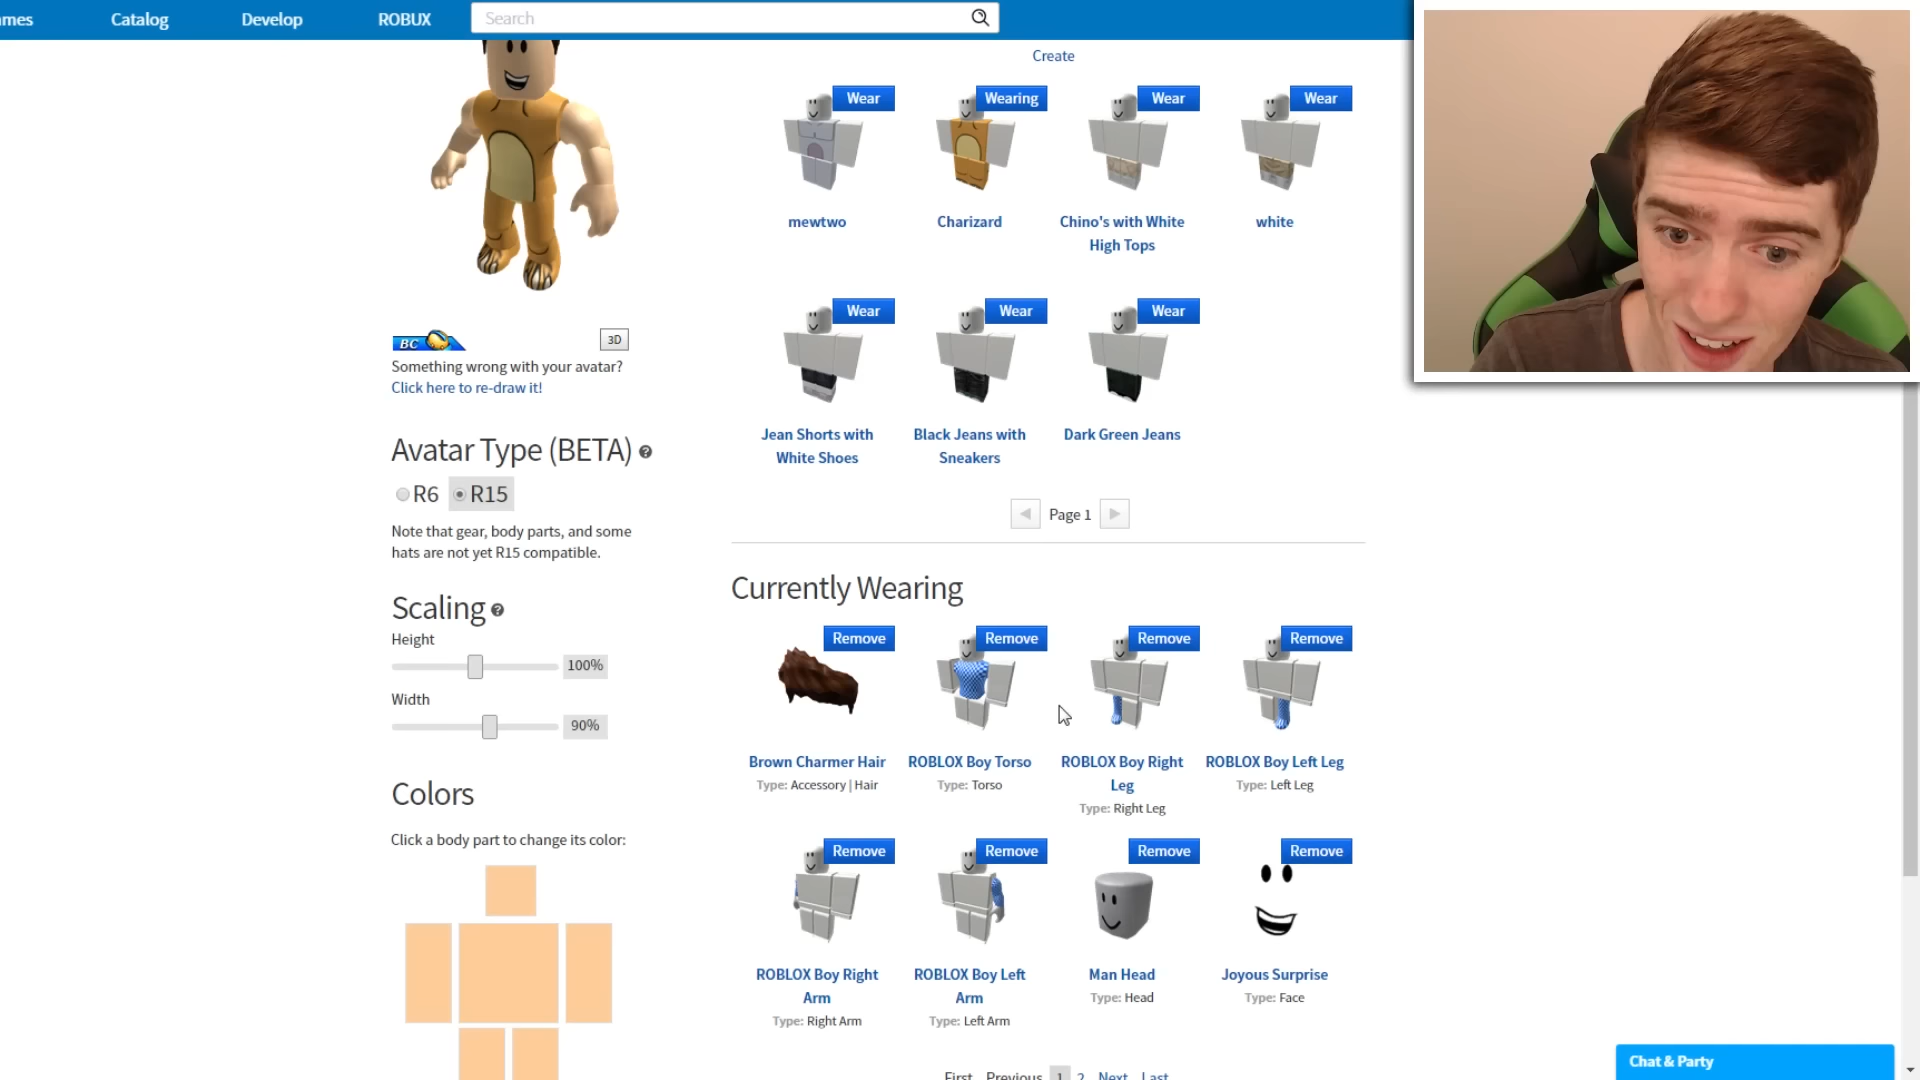 Catalog
Develop
ROBUX
Search
Create
Wear
Wearing
Wear
Wear
mewtwo
Charizard
Chino's with White
High Tops
white
Wear
Wear
Wear
Jean Shorts with
White Shoes
Black Jeans with
Sneakers
Dark Green Jeans
Page 1
BC
3D
Something wrong with your avatar?
Click here to re-draw it!
Avatar Type (BETA) ?
R6 R15
Note that gear, body parts, and some
hats are not yet R15 compatible.
Scaling ?
Height
100%
Width
90%
Colors
Click a body part to change its color:
Currently Wearing
Remove
Remove
Remove
Remove
Brown Charmer Hair
Type: Accessory | Hair
ROBLOX Boy Torso
Type: Torso
ROBLOX Boy Right
Leg
Type: Right Leg
ROBLOX Boy Left Leg
Type: Left Leg
Remove
Remove
Remove
Remove
ROBLOX Boy Right
Arm
Type: Right Arm
ROBLOX Boy Left
Arm
Type: Left Arm
Man Head
Type: Head
Joyous Surprise
Type: Face
First Previous 1 2 Next Last
Chat & Party